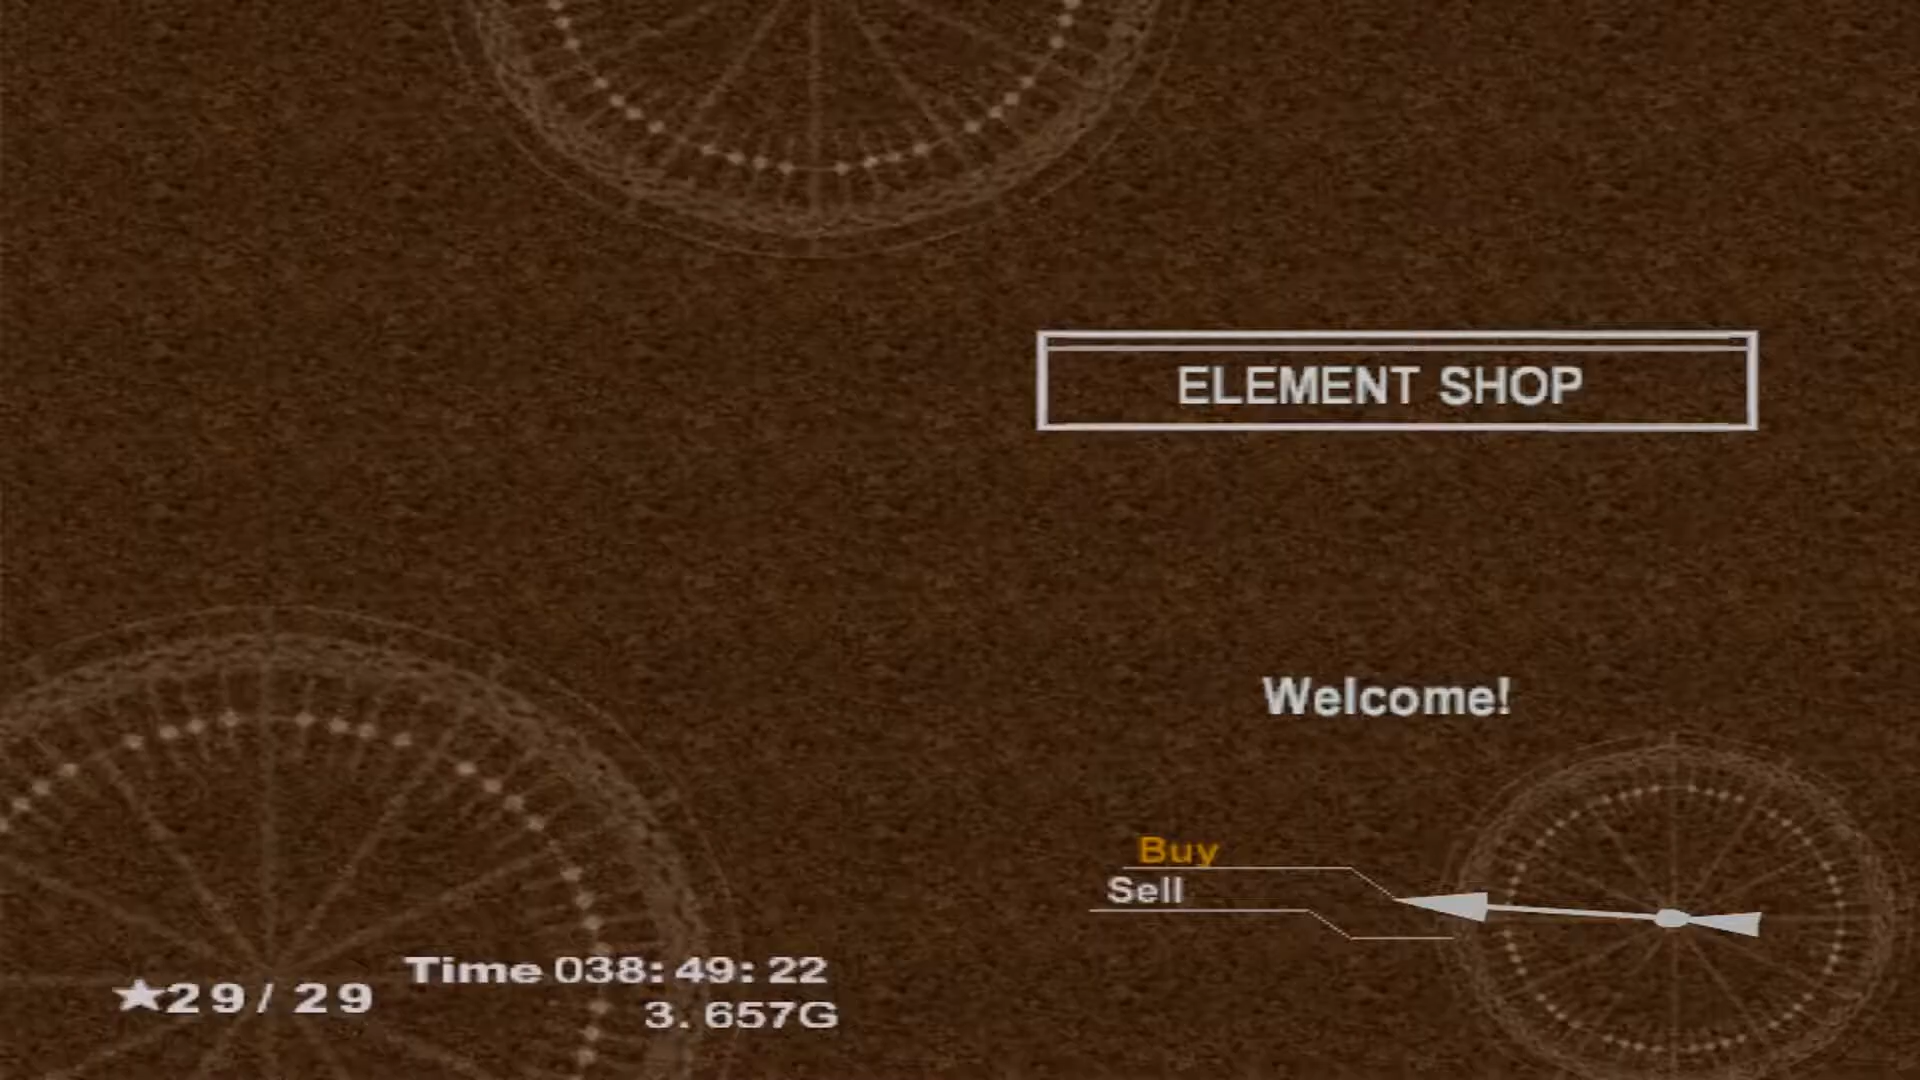 ELEMENT SHOP
Welcome!
Buy
Sell
Time 038:49:22
★29/ 29
3. 657G